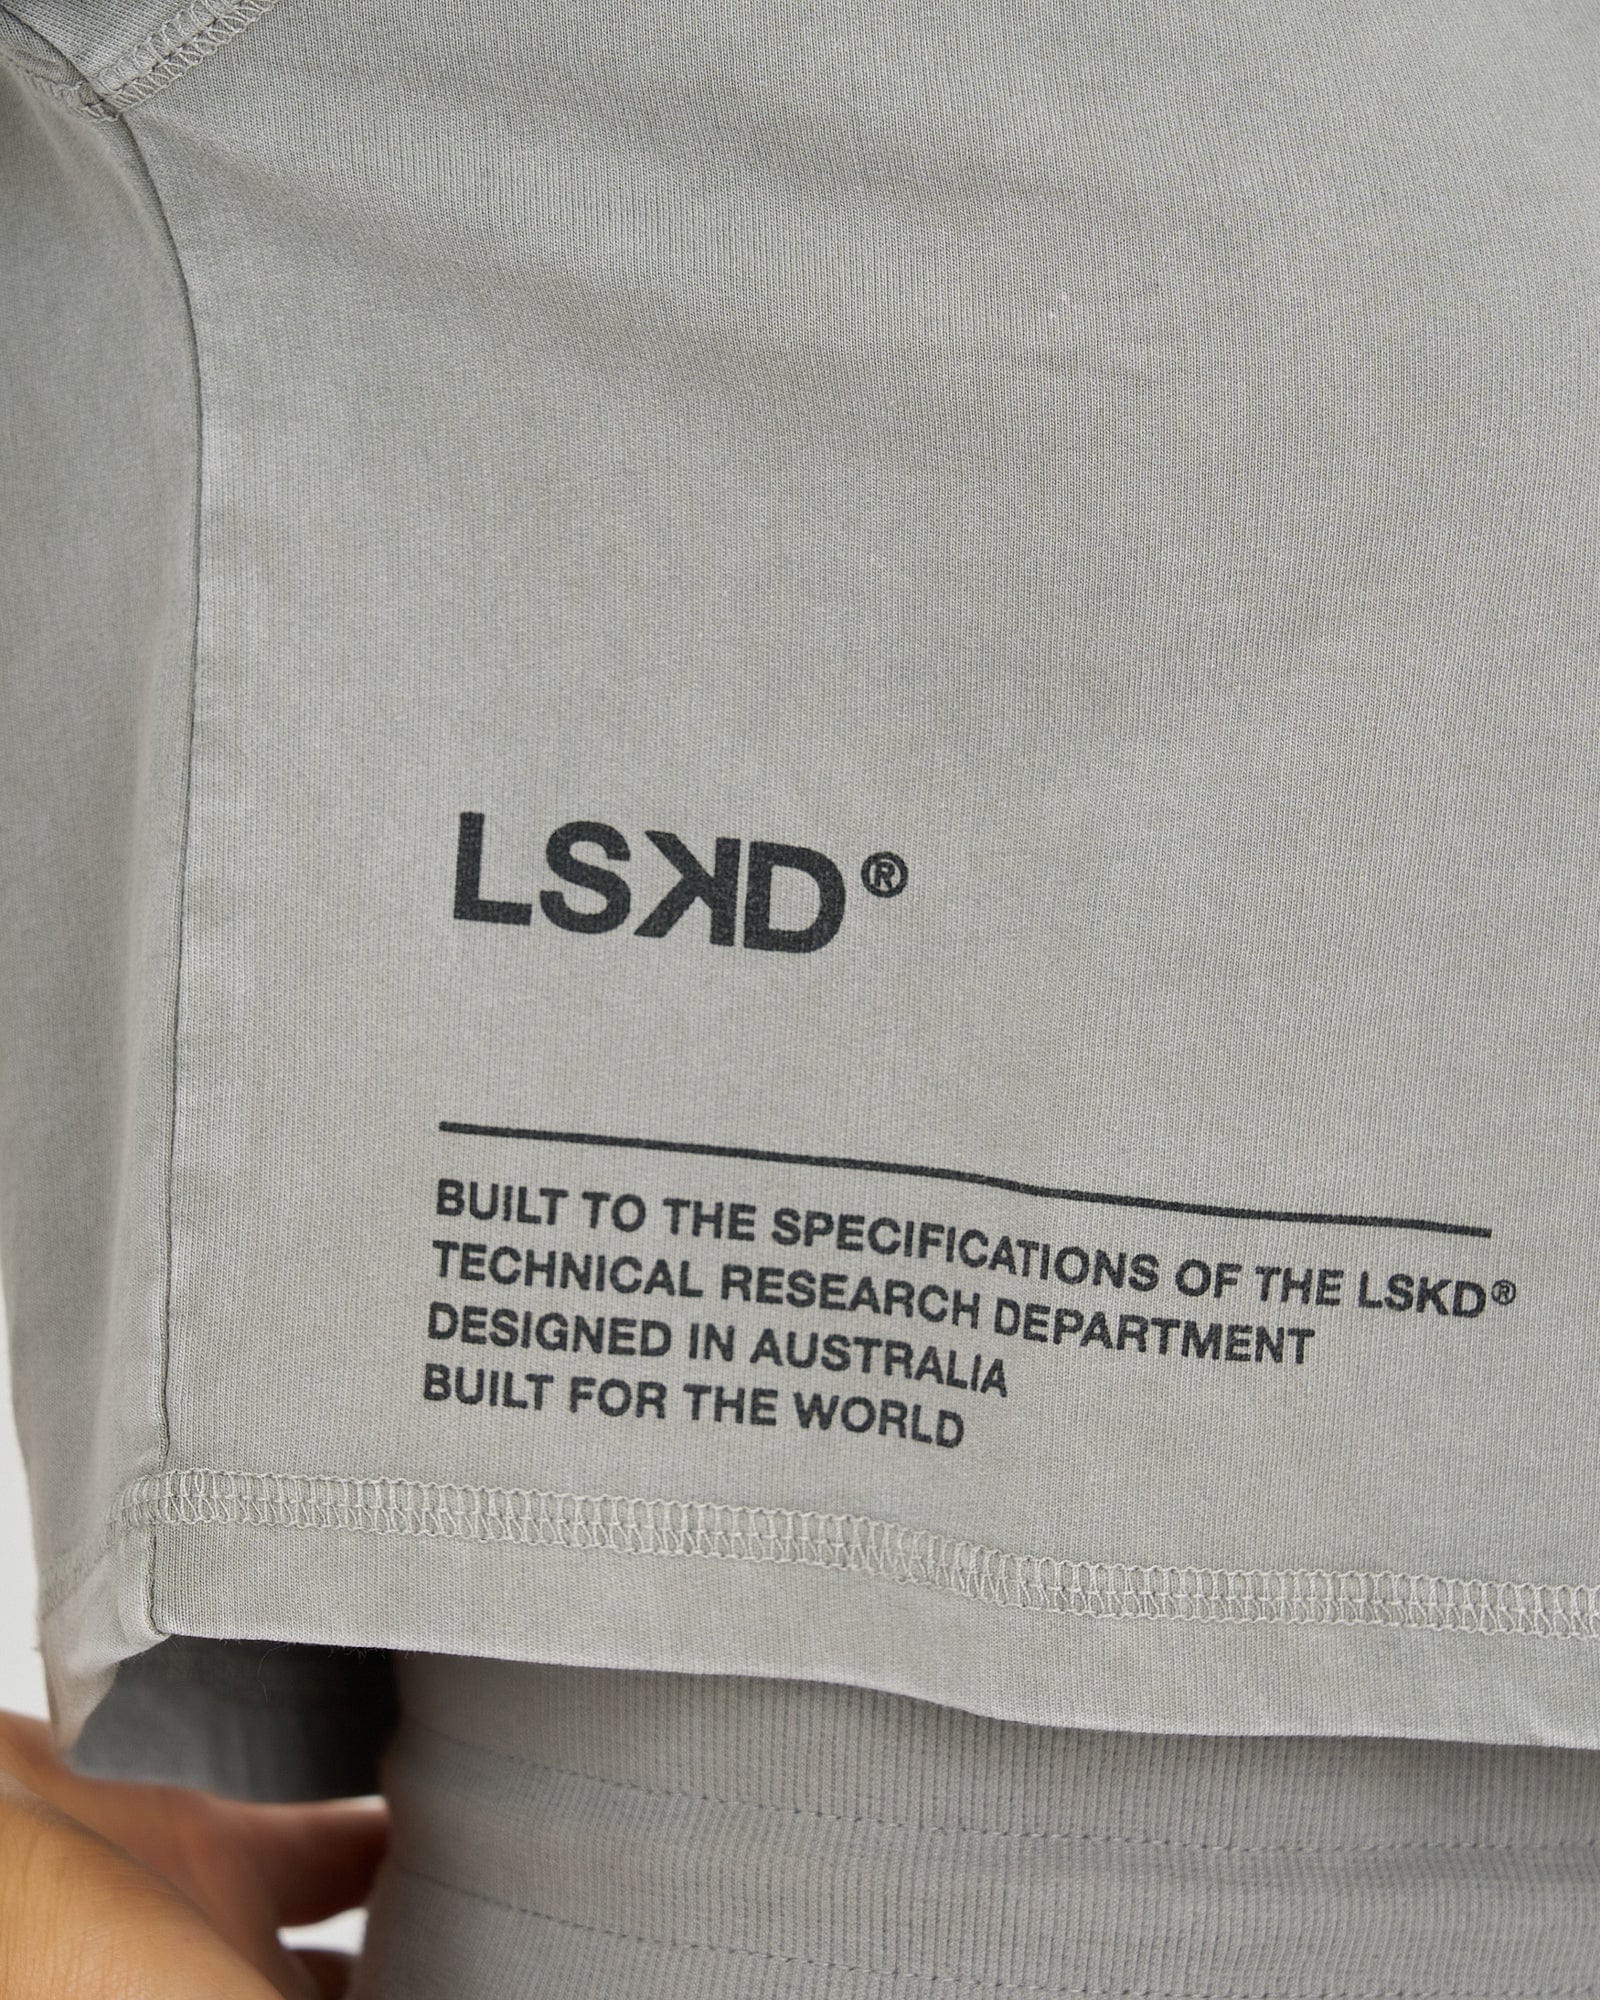 LSKD®
BUILT TO THE SPECIFICATIONS OF THE LSKD®
TECHNICAL RESEARCH DEPARTMENT
DESIGNED IN AUSTRALIA
BUILT FOR THE WORLD